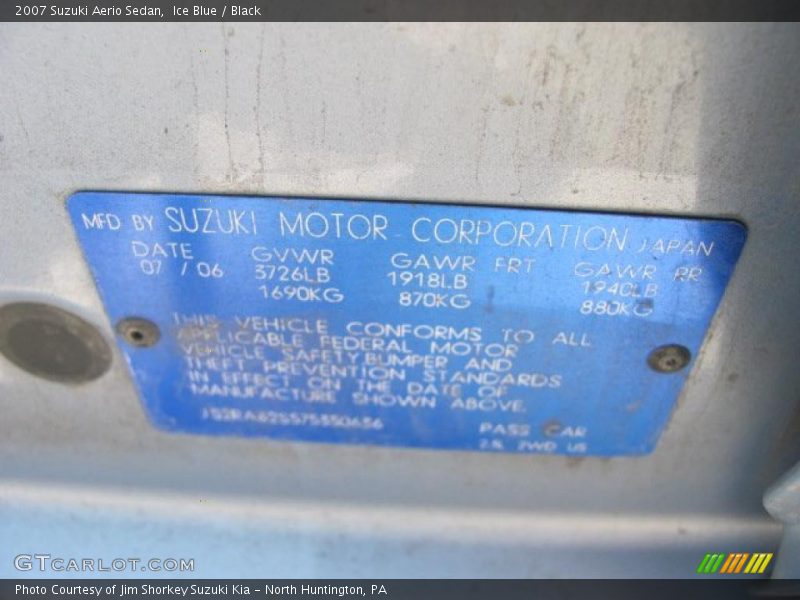 2007 Suzuki Aerio Sedan, Ice Blue / Black
MFD BY SUZUKI MOTOR CORPORATION JAPAN
DATE GVWR GAWR FRT GAWR RR
07 / 06 3726LB 1918LB 1940LB
1690KG 870KG 880KG
THIS VEHICLE CONFORMS TO ALL
APPLICABLE FEDERAL MOTOR
VEHICLE SAFETY BUMPER AND
THEFT PREVENTION STANDARDS
IN EFFECT ON THE DATE OF
MANUFACTURE SHOWN ABOVE
PASS CAR
2WD US
GTCARLOT.COM
Photo Courtesy of Jim Shorkey Suzuki Kia - North Huntington, PA